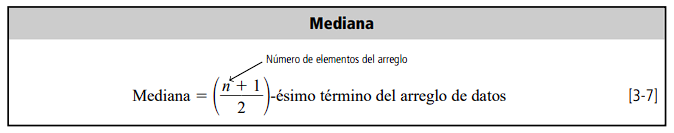 Mediana
Número de elementos del arreglo
Mediana = (n + 1 / 2)-ésimo término del arreglo de datos [3-7]